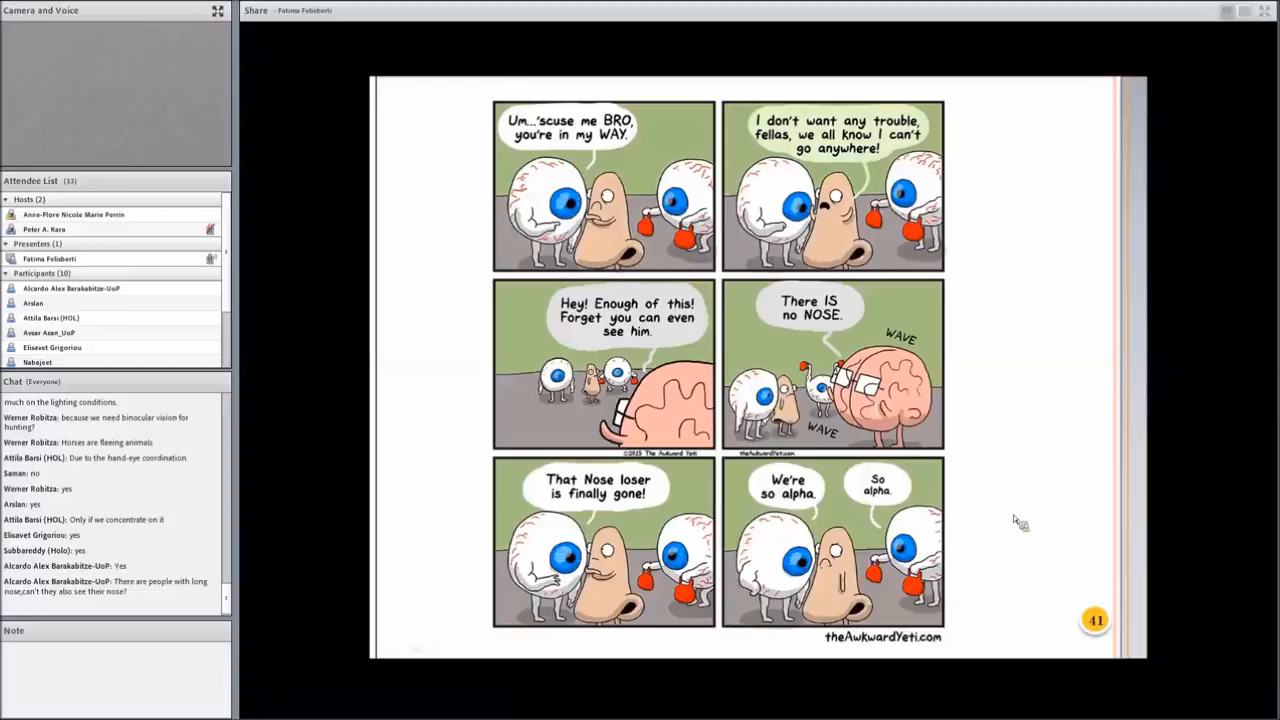 Camera and Voice
Share - Fatima Felisberti
Attendee List (13)
Hosts (2)
Anne-Flore Nicole Marie Perrin
Peter A. Kara
Presenters (1)
Fatima Felisberti
Participants (10)
Alcardo Alex Barakabitze-UoP
Arslan
Attila Barsi (HOL)
Avsar Asan_UoP
Elisavet Grigoriou
Nabajeet
Chat (Everyone)
much on the lighting conditions.
Werner Robitza: because we need binocular vision for
hunting?
Werner Robitza: Horses are fleeing animals
Attila Barsi (HOL): Due to the hand-eye coordination.
Saman: no
Werner Robitza: yes
Arslan: yes
Attila Barsi (HOL): Only if we concentrate on it
Elisavet Grigoriou: yes
Subbareddy (Holo): yes
Alcardo Alex Barakabitze-UoP: Yes
Alcardo Alex Barakabitze-UoP: There are people with long
nose,can't they also see their nose?
Note
Um...'scuse me BRO,
you're in my WAY.
I don't want any trouble,
fellas, we all know I can't
go anywhere!
Hey! Enough of this!
Forget you can even
see him.
There IS
no NOSE.
WAVE
WAVE
©2015 The Awkward Yeti
theAwkwardYeti.com
That Nose loser
is finally gone!
We're
so alpha.
So
alpha.
theAwkwardYeti.com
41